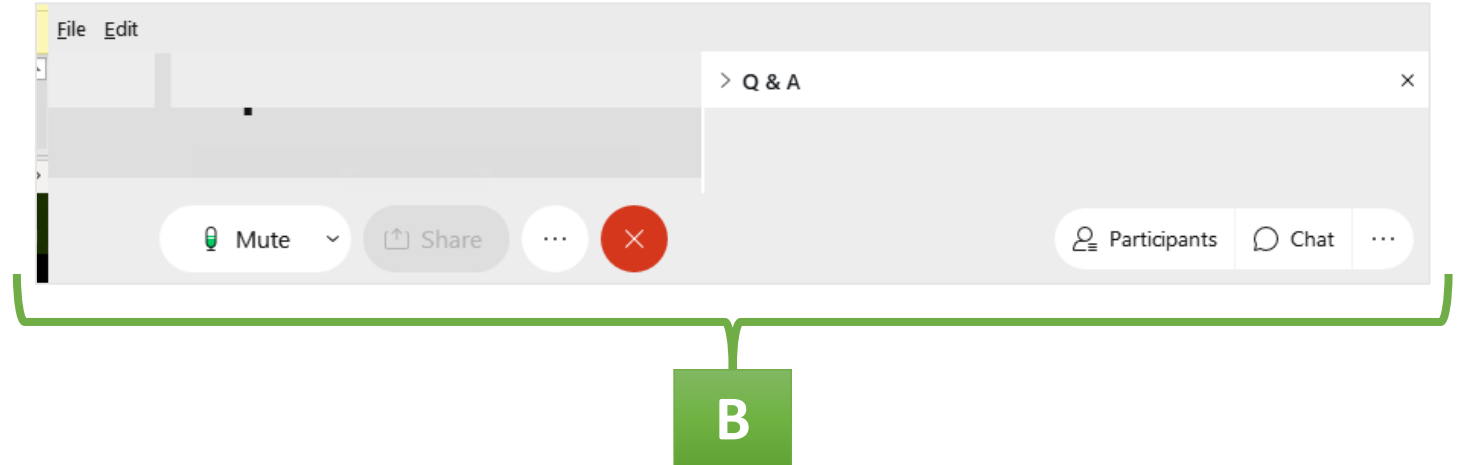 File Edit
> Q & A ×
Mute Share ...
Participants Chat ...
B